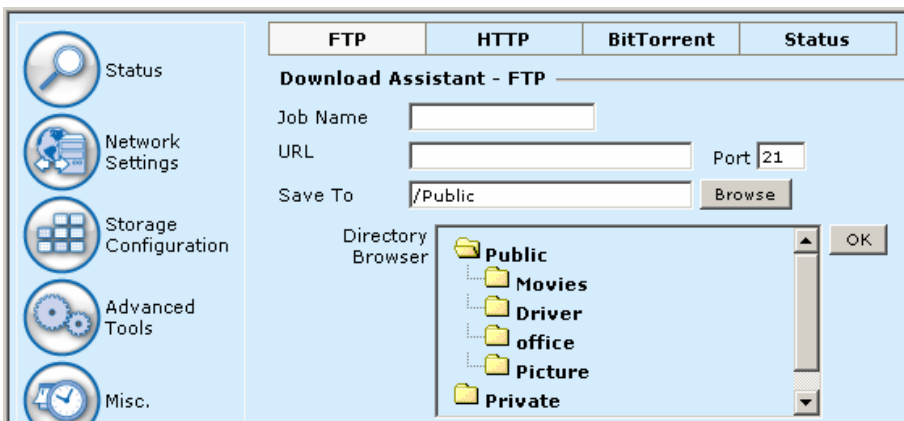 Status
Network
Settings
Storage
Configuration
Advanced
Tools
Misc.
FTP HTTP BitTorrent Status
Download Assistant - FTP
Job Name
URL Port 21
Save To /Public Browse
Directory
Browser
OK
Public
Movies
Driver
office
Picture
Private